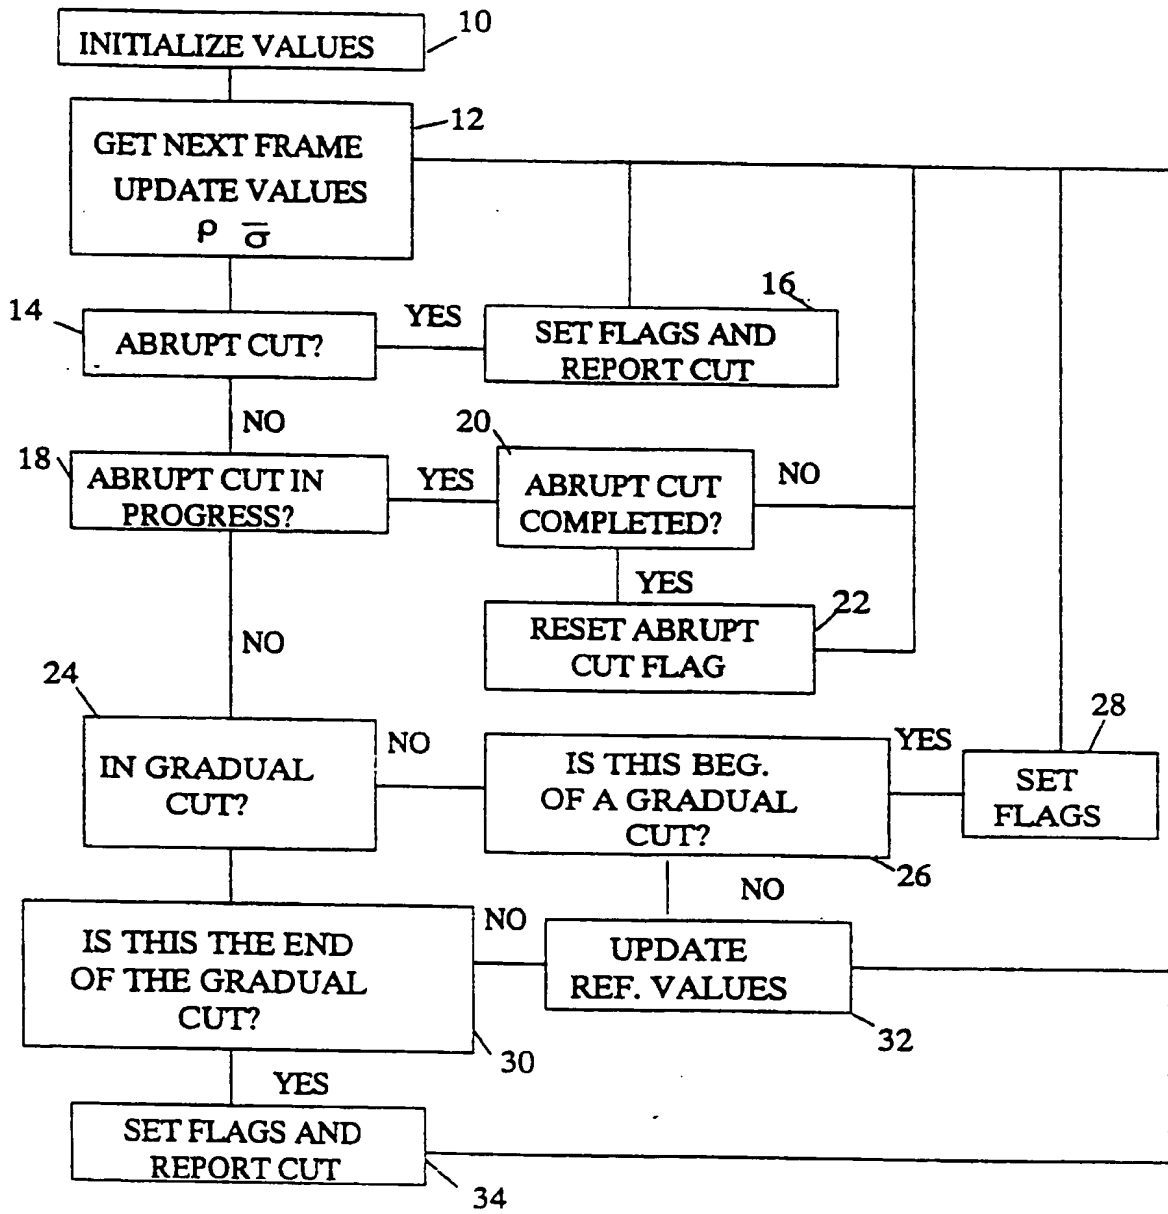 10
INITIALIZE VALUES
12
GET NEXT FRAME
UPDATE VALUES
ρ σ̅
14
ABRUPT CUT?
YES
16
SET FLAGS AND
REPORT CUT
NO
18
ABRUPT CUT IN
PROGRESS?
YES
20
ABRUPT CUT
COMPLETED?
NO
YES
22
RESET ABRUPT
CUT FLAG
NO
24
IN GRADUAL
CUT?
NO
IS THIS BEG.
OF A GRADUAL
CUT?
26
YES
28
SET
FLAGS
NO
IS THIS THE END
OF THE GRADUAL
CUT?
30
NO
UPDATE
REF. VALUES
32
YES
SET FLAGS AND
REPORT CUT
34